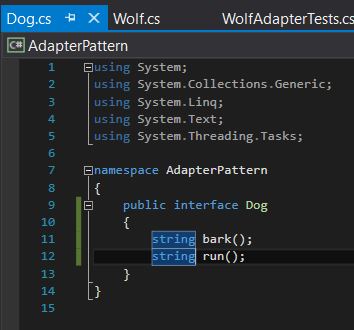 Dog.cs Wolf.cs WolfAdapterTests.cs
C# AdapterPattern
1 using System;
2 using System.Collections.Generic;
3 using System.Linq;
4 using System.Text;
5 using System.Threading.Tasks;
6
7 namespace AdapterPattern
8 {
9 public interface Dog
10 {
11 string bark();
12 string run();
13 }
14 }
15